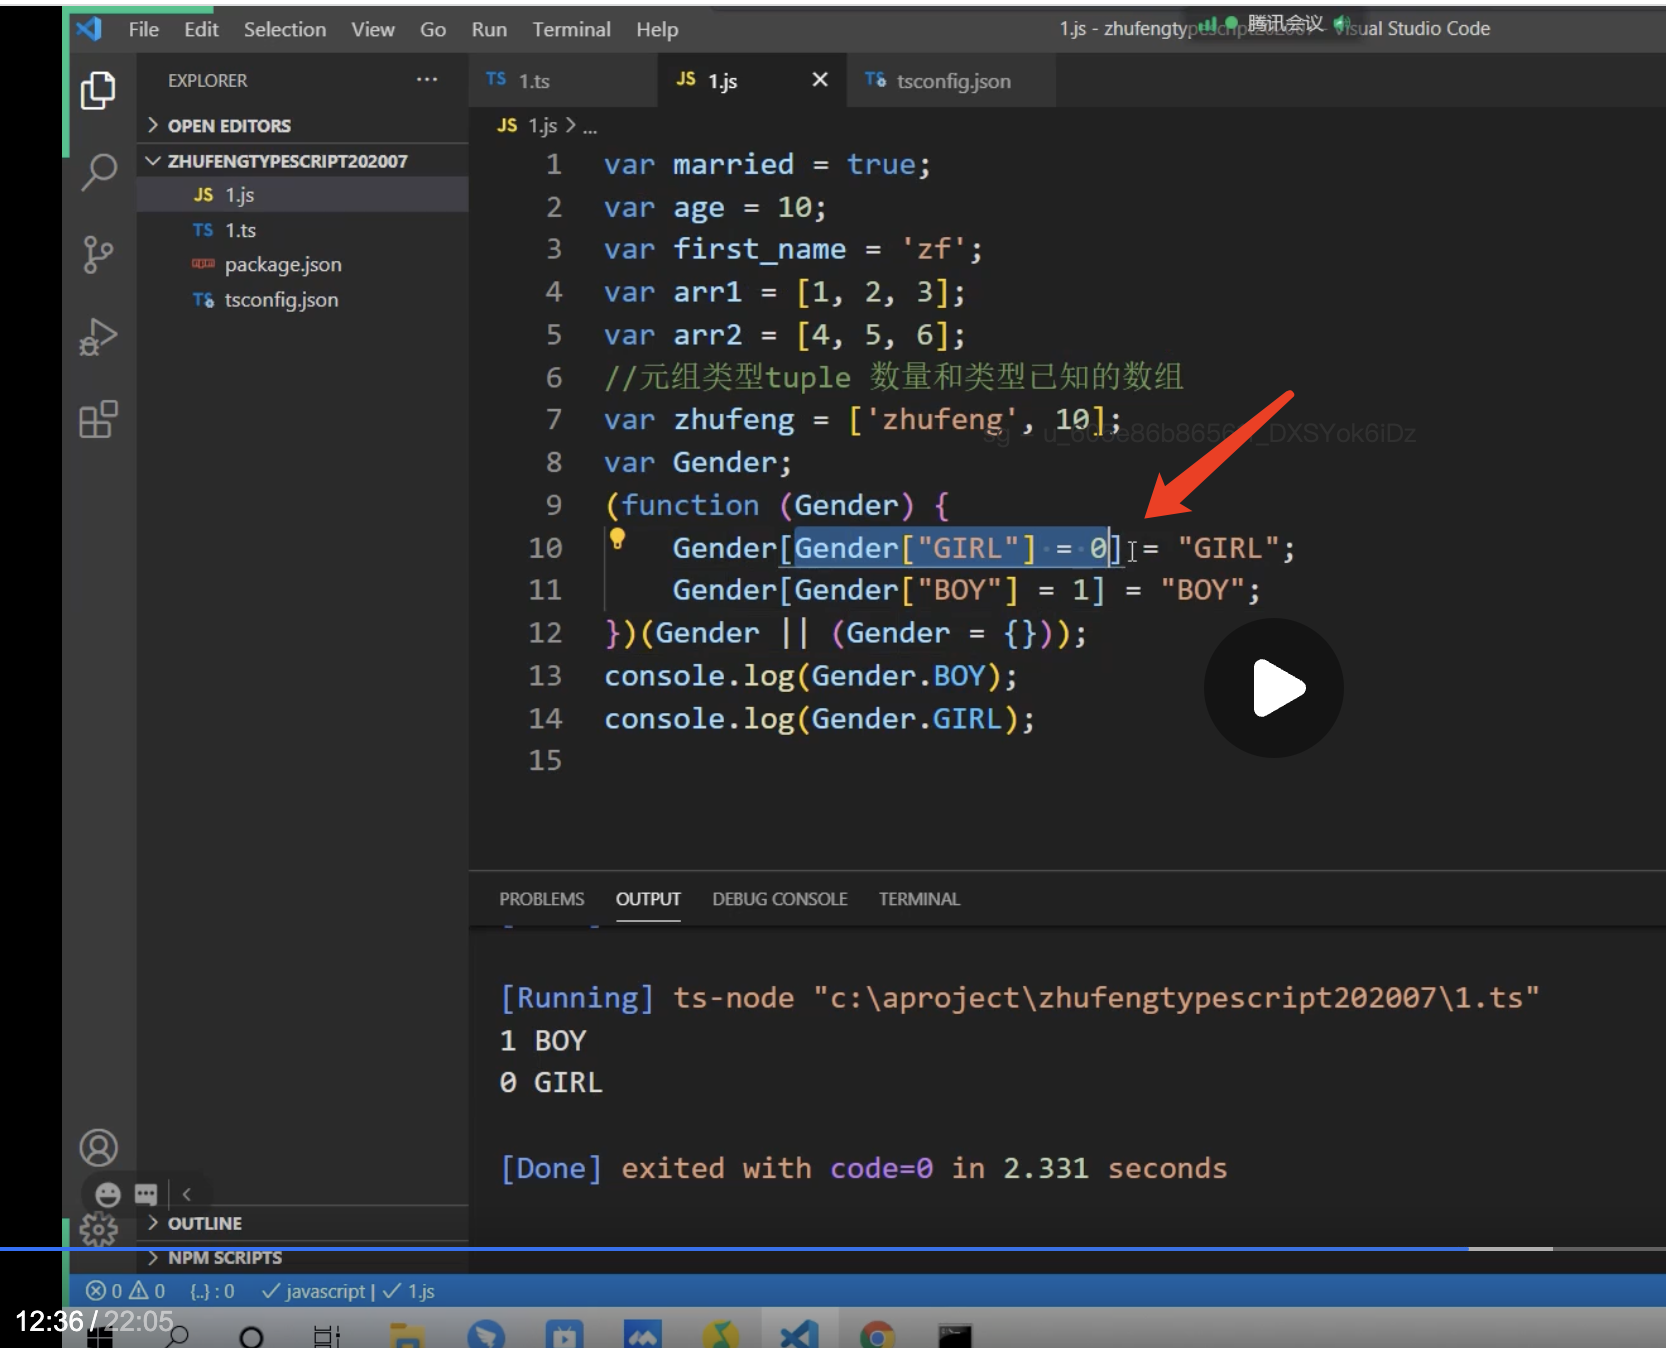 File Edit Selection View Go Run Terminal Help
1.js - zhufengtypescript202007 - Visual Studio Code
腾讯会议
EXPLORER ...
OPEN EDITORS
ZHUFENGTYPESCRIPT202007
JS 1.js
TS 1.ts
package.json
TS tsconfig.json
TS 1.ts
JS 1.js
TS tsconfig.json
JS 1.js > ...
1 var married = true;
2 var age = 10;
3 var first_name = 'zf';
4 var arr1 = [1, 2, 3];
5 var arr2 = [4, 5, 6];
6 //元组类型tuple 数量和类型已知的数组
7 var zhufeng = ['zhufeng', 10];
8 var Gender;
9 (function (Gender) {
10 Gender[Gender["GIRL"] = 0] = "GIRL";
11 Gender[Gender["BOY"] = 1] = "BOY";
12 })(Gender || (Gender = {}));
13 console.log(Gender.BOY);
14 console.log(Gender.GIRL);
15
PROBLEMS OUTPUT DEBUG CONSOLE TERMINAL
[Running] ts-node "c:\aproject\zhufengtypescript202007\1.ts"
1 BOY
0 GIRL
[Done] exited with code=0 in 2.331 seconds
OUTLINE
NPM SCRIPTS
0 0 {..} : 0 javascript | 1.js
12:36 / 22:05